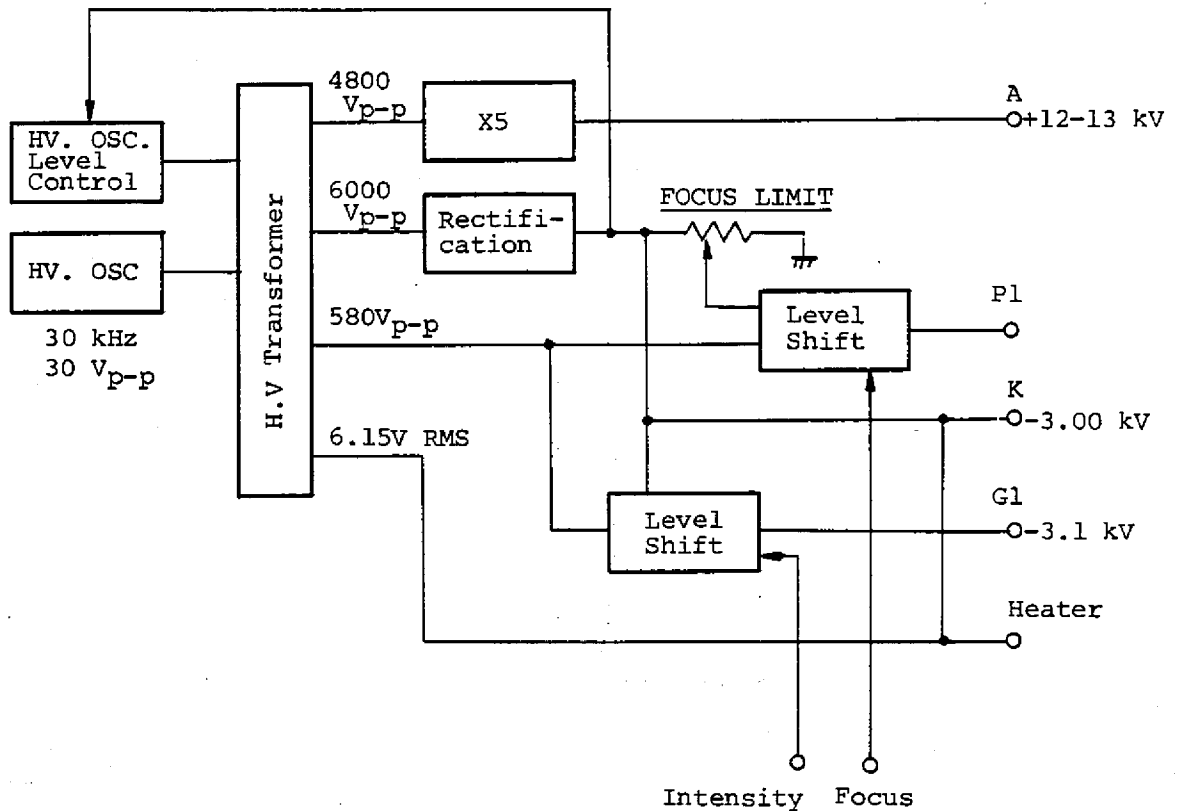 4800
Vp-p
X5
A
+12-13 kV
HV. OSC.
Level
Control
6000
Vp-p
Rectifi-
cation
FOCUS LIMIT
HV. OSC
30 kHz
30 Vp-p
H.V Transformer
580Vp-p
Level
Shift
P1
K
-3.00 kV
6.15V RMS
Level
Shift
G1
-3.1 kV
Heater
Intensity
Focus